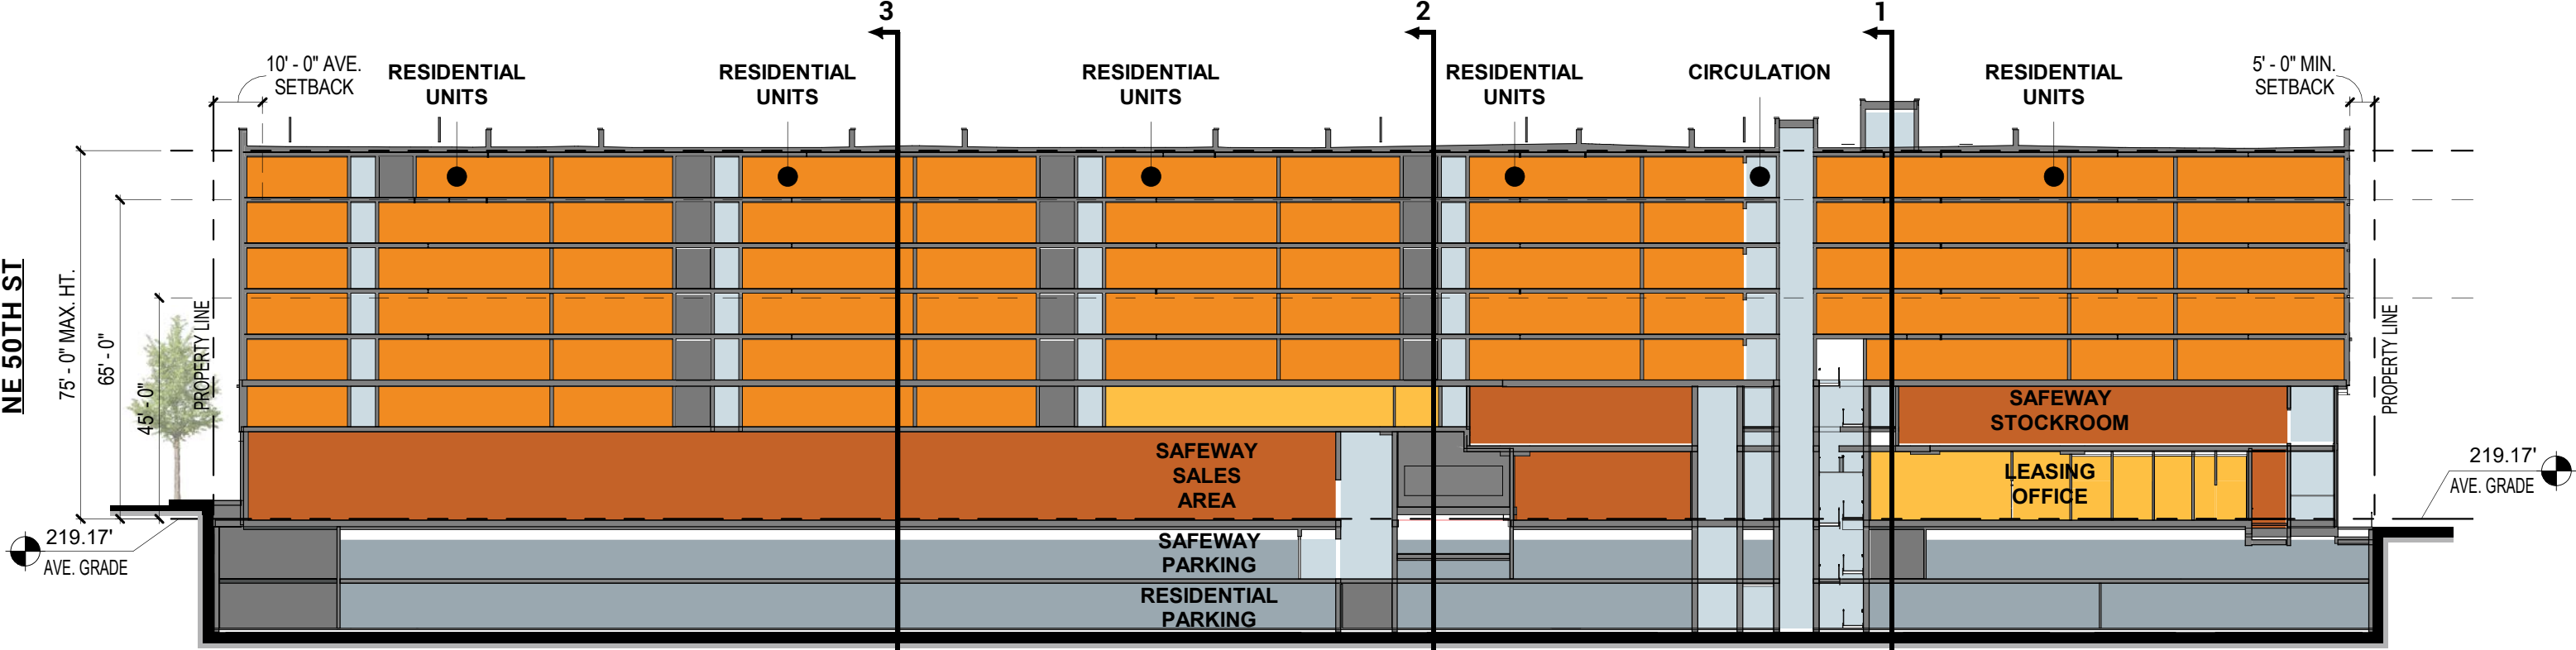 3
2
1
10' - 0" AVE.
SETBACK
RESIDENTIAL
UNITS
RESIDENTIAL
UNITS
RESIDENTIAL
UNITS
RESIDENTIAL
UNITS
CIRCULATION
RESIDENTIAL
UNITS
5' - 0" MIN.
SETBACK
NE 50TH ST
75' - 0" MAX. HT.
65' - 0"
45' - 0"
PROPERTY LINE
PROPERTY LINE
SAFEWAY
STOCKROOM
SAFEWAY
SALES
AREA
LEASING
OFFICE
219.17'
AVE. GRADE
219.17'
AVE. GRADE
SAFEWAY
PARKING
RESIDENTIAL
PARKING